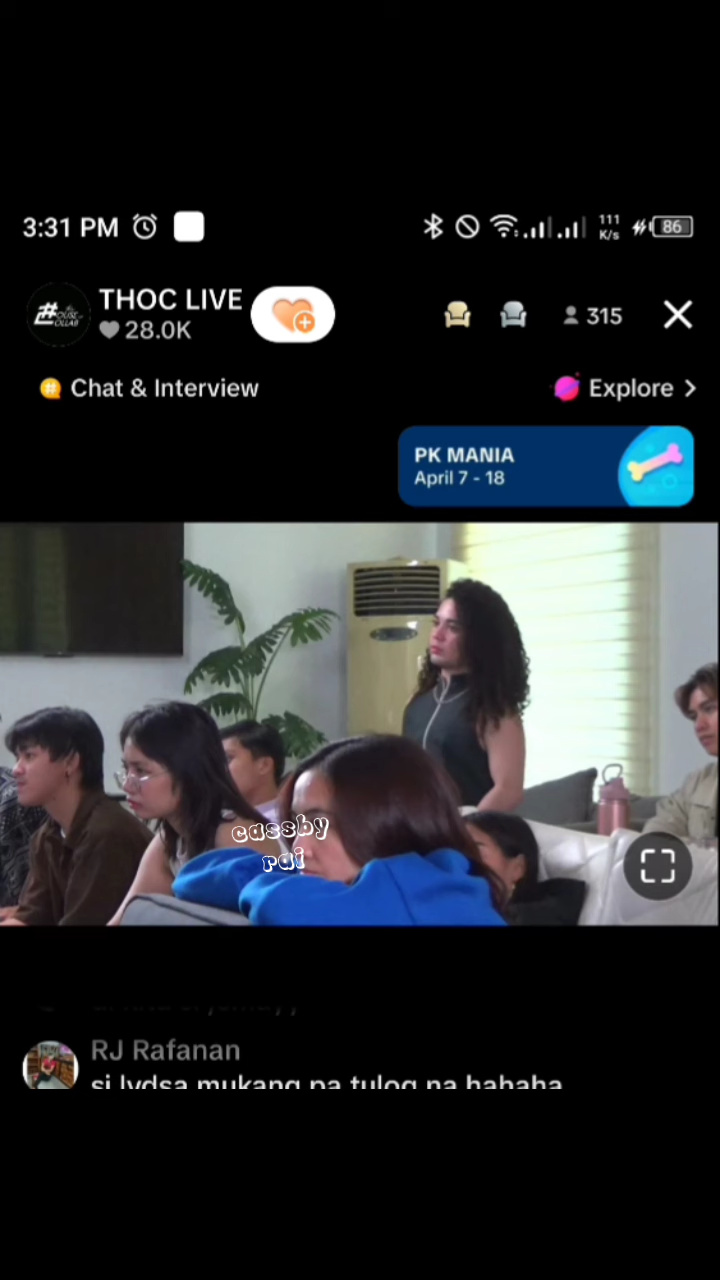 3:31 PM
111
K/s
86
THOC LIVE
28.0K
315
Chat & Interview
Explore >
PK MANIA
April 7 - 18
cassby
rai
RJ Rafanan
si lydsa mukang pa tulog na hahaha